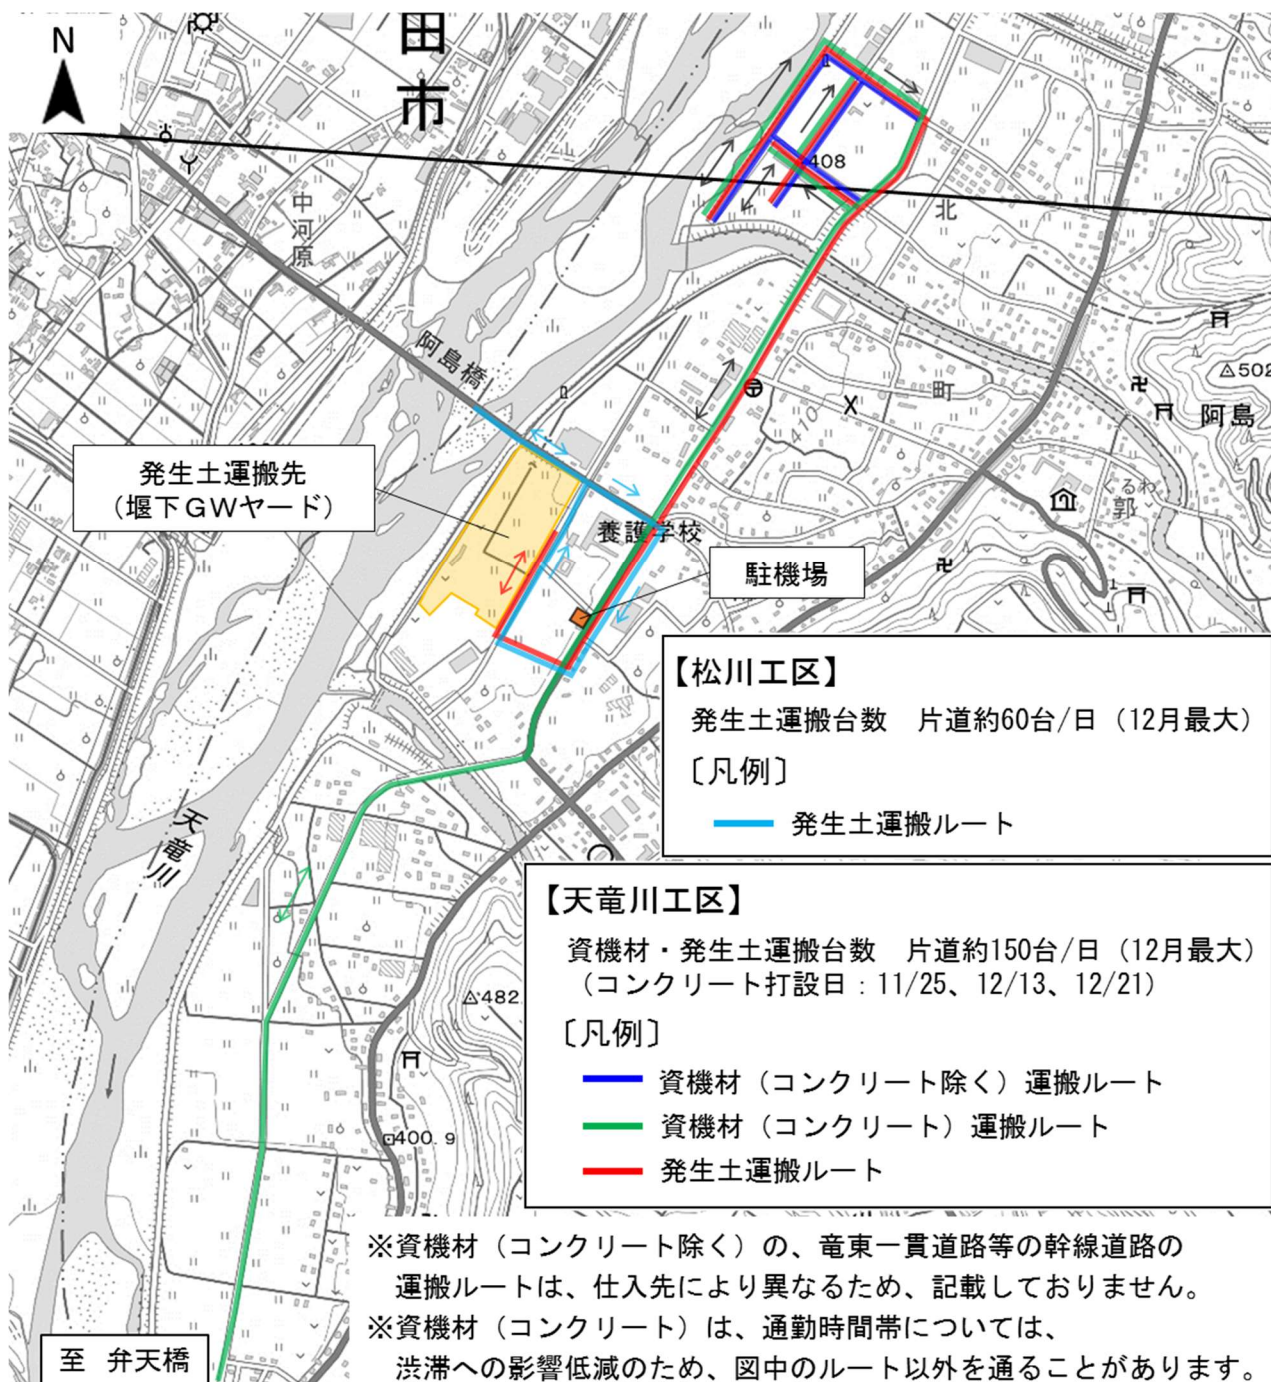 N
田
市
408
北
中河原
阿島橋
町
410
502
阿島
くるわ
郭
発生土運搬先
（堰下ＧＷヤード）
養護学校
駐機場
【松川工区】
発生土運搬台数　片道約60台/日（12月最大）
〔凡例〕
発生土運搬ルート
天竜川
【天竜川工区】
資機材・発生土運搬台数　片道約150台/日（12月最大）
（コンクリート打設日：11/25、12/13、12/21）
〔凡例〕
資機材（コンクリート除く）運搬ルート
資機材（コンクリート）運搬ルート
発生土運搬ルート
482
400.9
※資機材（コンクリート除く）の、竜東一貫道路等の幹線道路の
運搬ルートは、仕入先により異なるため、記載しておりません。
※資機材（コンクリート）は、通勤時間帯については、
渋滞への影響低減のため、図中のルート以外を通ることがあります。
至　弁天橋